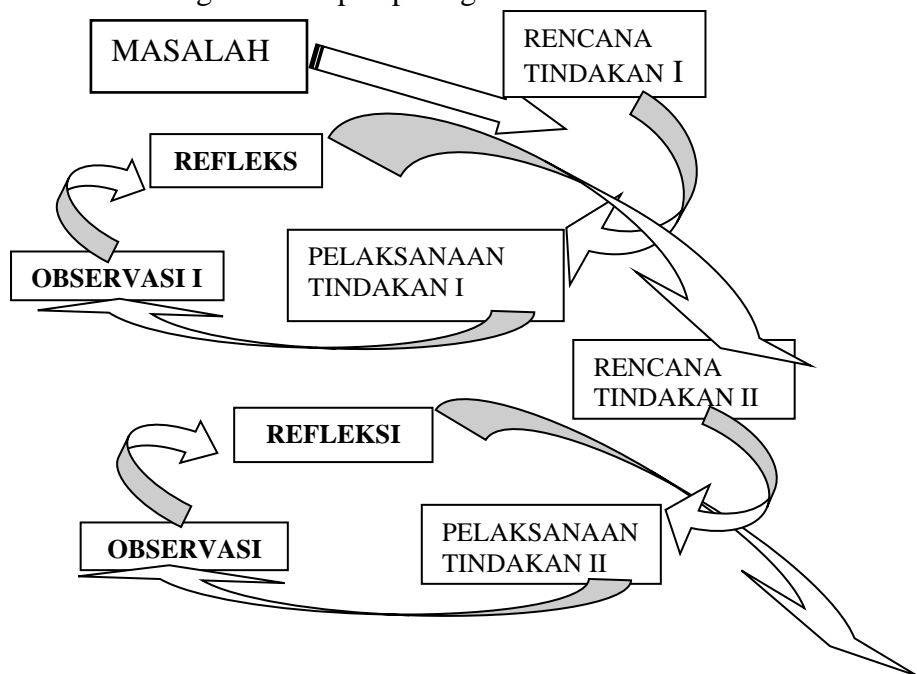 MASALAH
RENCANA
TINDAKAN I
REFLEKS
PELAKSANAAN
TINDAKAN I
OBSERVASI I
RENCANA
TINDAKAN II
REFLEKSI
PELAKSANAAN
TINDAKAN II
OBSERVASI